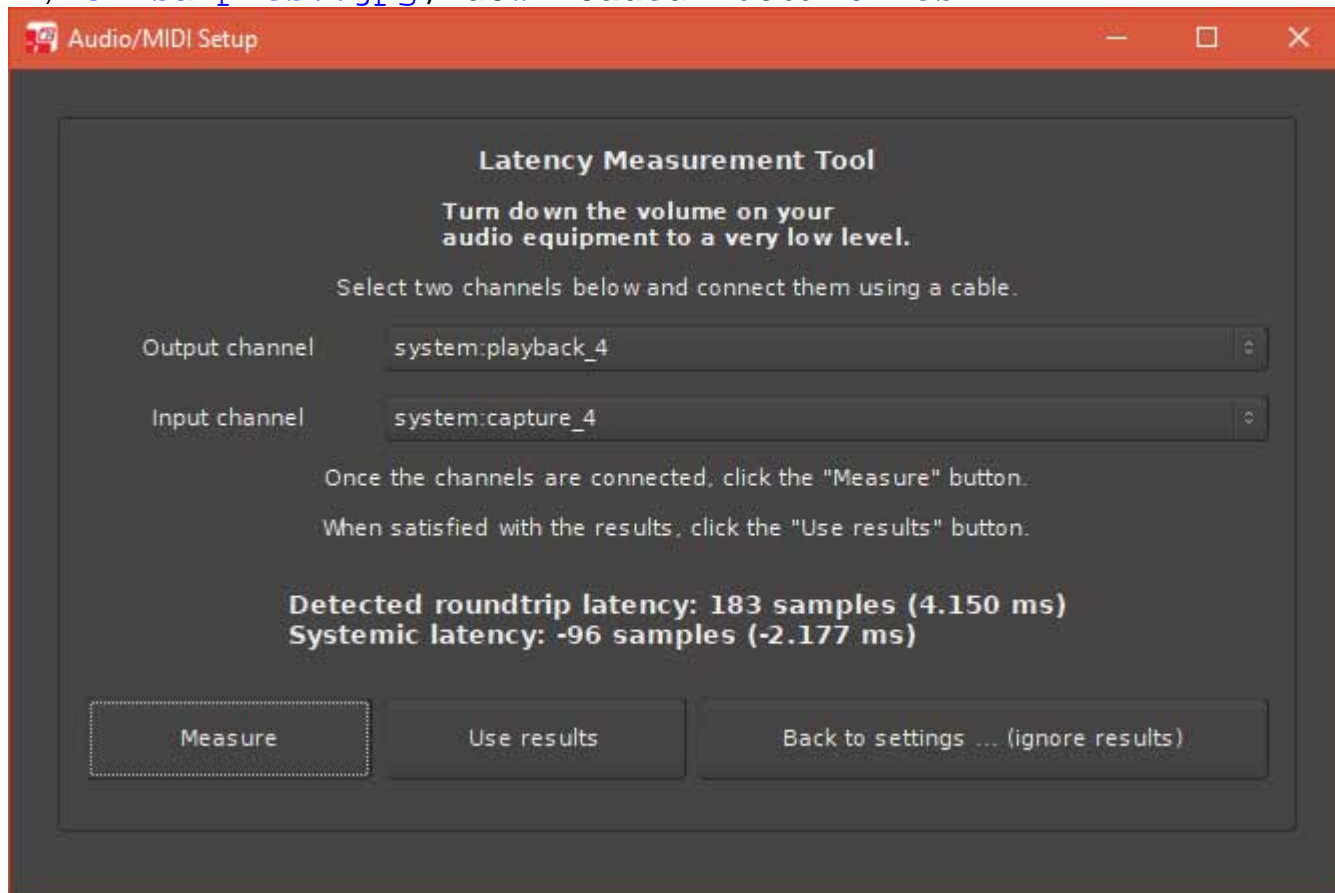 Audio/MIDI Setup
Latency Measurement Tool
Turn down the volume on your
audio equipment to a very low level.
Select two channels below and connect them using a cable.
Output channel system:playback_4
Input channel system:capture_4
Once the channels are connected, click the "Measure" button.
When satisfied with the results, click the "Use results" button.
Detected roundtrip latency: 183 samples (4.150 ms)
Systemic latency: -96 samples (-2.177 ms)
Measure Use results Back to settings ... (ignore results)